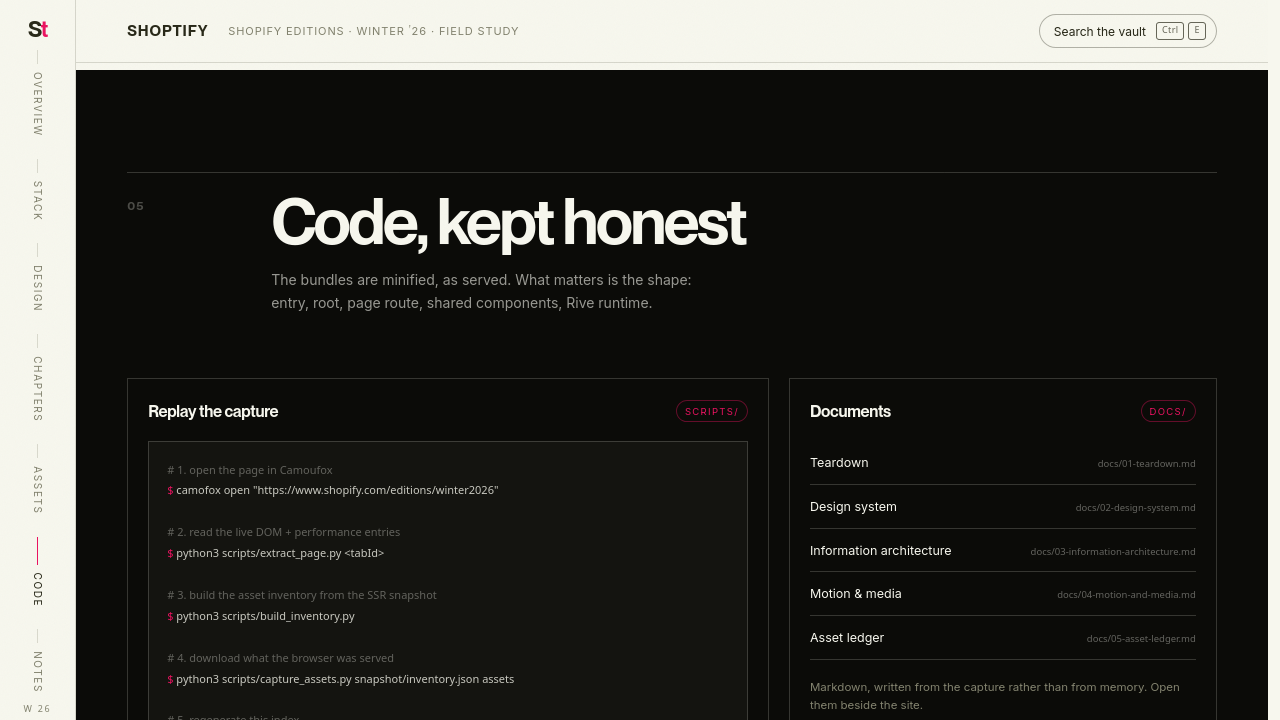 St
OVERVIEW
STACK
DESIGN
CHAPTERS
ASSETS
CODE
NOTES
W 26
SHOPTIFY
SHOPIFY EDITIONS · WINTER '26 · FIELD STUDY
Search the vault
Ctrl
E
05
Code, kept honest
The bundles are minified, as served. What matters is the shape:
entry, root, page route, shared components, Rive runtime.
Replay the capture
SCRIPTS/
# 1. open the page in Camoufox
$ camofox open "https://www.shopify.com/editions/winter2026"
# 2. read the live DOM + performance entries
$ python3 scripts/extract_page.py <tabId>
# 3. build the asset inventory from the SSR snapshot
$ python3 scripts/build_inventory.py
# 4. download what the browser was served
$ python3 scripts/capture_assets.py snapshot/inventory.json assets
# 5. regenerate this index
Documents
DOCS/
Teardown
docs/01-teardown.md
Design system
docs/02-design-system.md
Information architecture
docs/03-information-architecture.md
Motion & media
docs/04-motion-and-media.md
Asset ledger
docs/05-asset-ledger.md
Markdown, written from the capture rather than from memory. Open
them beside the site.